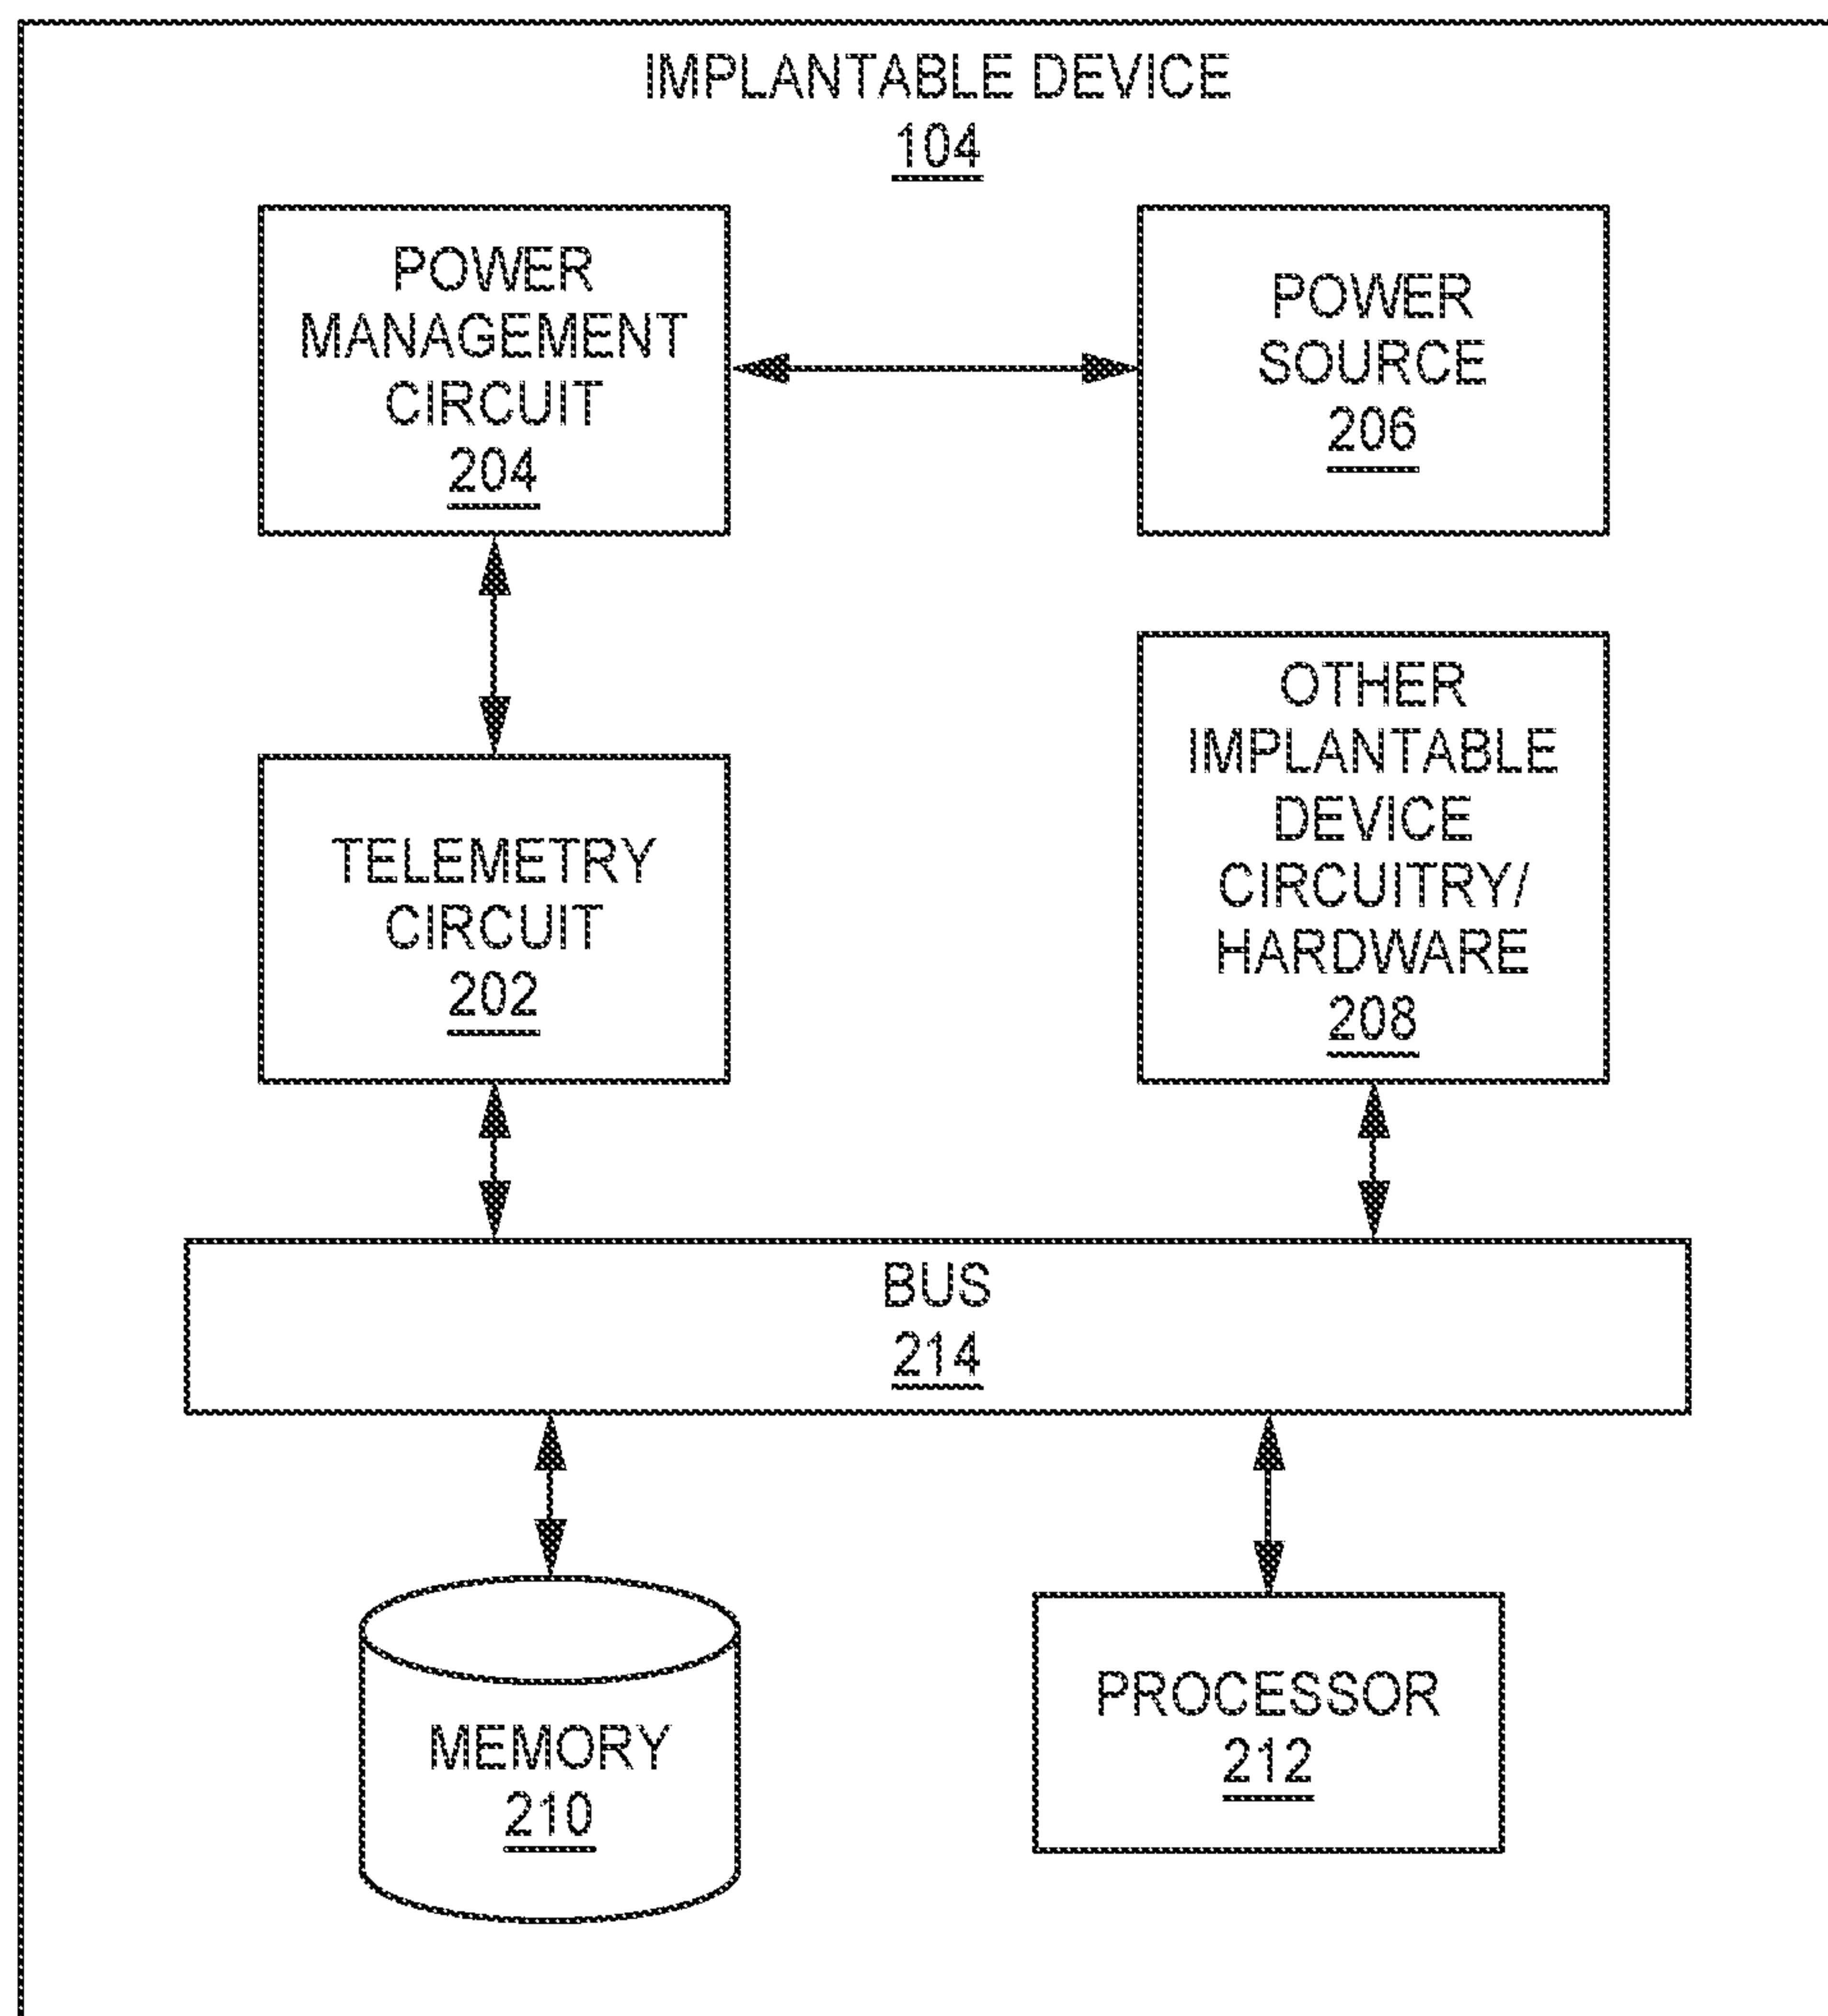 IMPLANTABLE DEVICE
104
POWER
MANAGEMENT
CIRCUIT
204
POWER
SOURCE
206
TELEMETRY
CIRCUIT
202
OTHER
IMPLANTABLE
DEVICE
CIRCUITRY/
HARDWARE
208
BUS
214
MEMORY
210
PROCESSOR
212